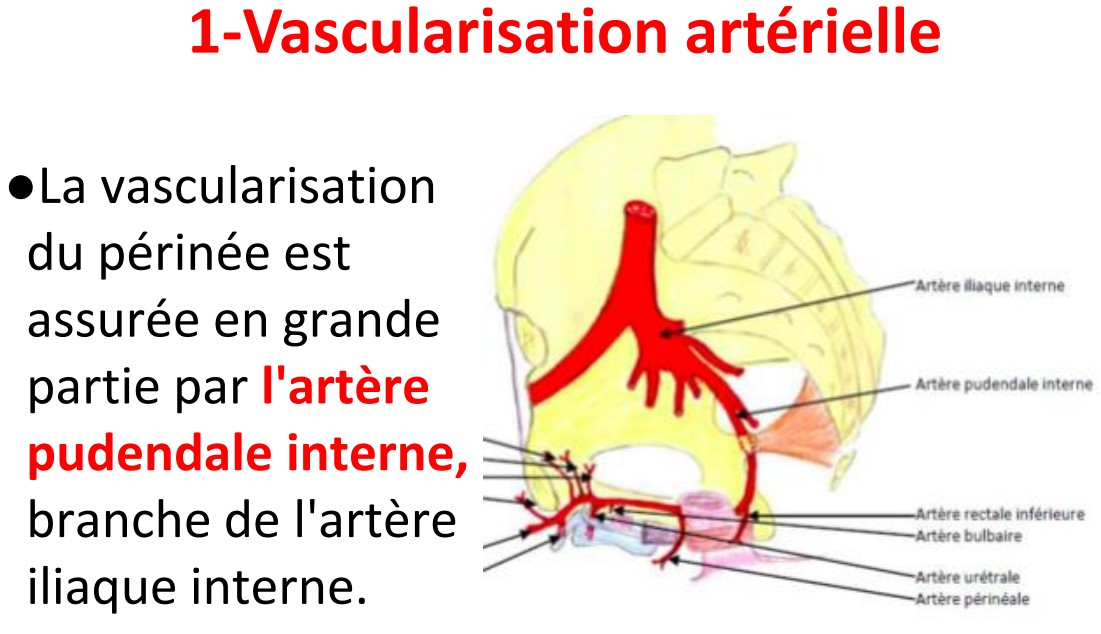 1-Vascularisation artérielle
●La vascularisation
du périnée est
assurée en grande
partie par l'artère
pudendale interne,
branche de l'artère
iliaque interne.
Artère iliaque interne
Artère pudendale interne
Artère rectale inférieure
Artère bulbaire
Artère urétrale
Artère périnéale